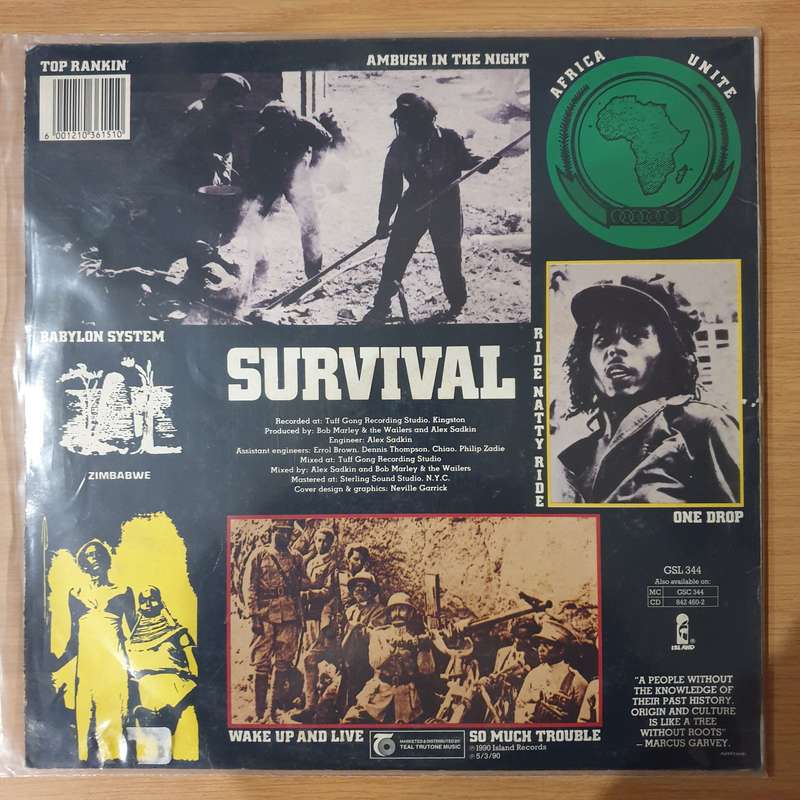 TOP RANKIN'
AMBUSH IN THE NIGHT
AFRICA UNITE
6 001210 361510
BABYLON SYSTEM
SURVIVAL
RIDE NATTY RIDE
Recorded at: Tuff Gong Recording Studio. Kingston
Produced by: Bob Marley & the Wailers and Alex Sadkin
Engineer: Alex Sadkin
Assistant engineers: Errol Brown. Dennis Thompson. Chiao. Philip Zadie
Mixed at: Tuff Gong Recording Studio
Mixed by: Alex Sadkin and Bob Marley & the Wailers
Mastered at: Sterling Sound Studio. N.Y.C.
Cover design & graphics: Neville Garrick
ZIMBABWE
ONE DROP
GSL 344
Also available on:
MC GSC 344
CD 842 460-2
ISLAND
"A PEOPLE WITHOUT
THE KNOWLEDGE OF
THEIR PAST HISTORY.
ORIGIN AND CULTURE
IS LIKE A TREE
WITHOUT ROOTS"
– MARCUS GARVEY.
WAKE UP AND LIVE
MARKETED & DISTRIBUTED BY
TEAL TRUTONE MUSIC
SO MUCH TROUBLE
℗ 1990 Island Records
℗ 5/3/90